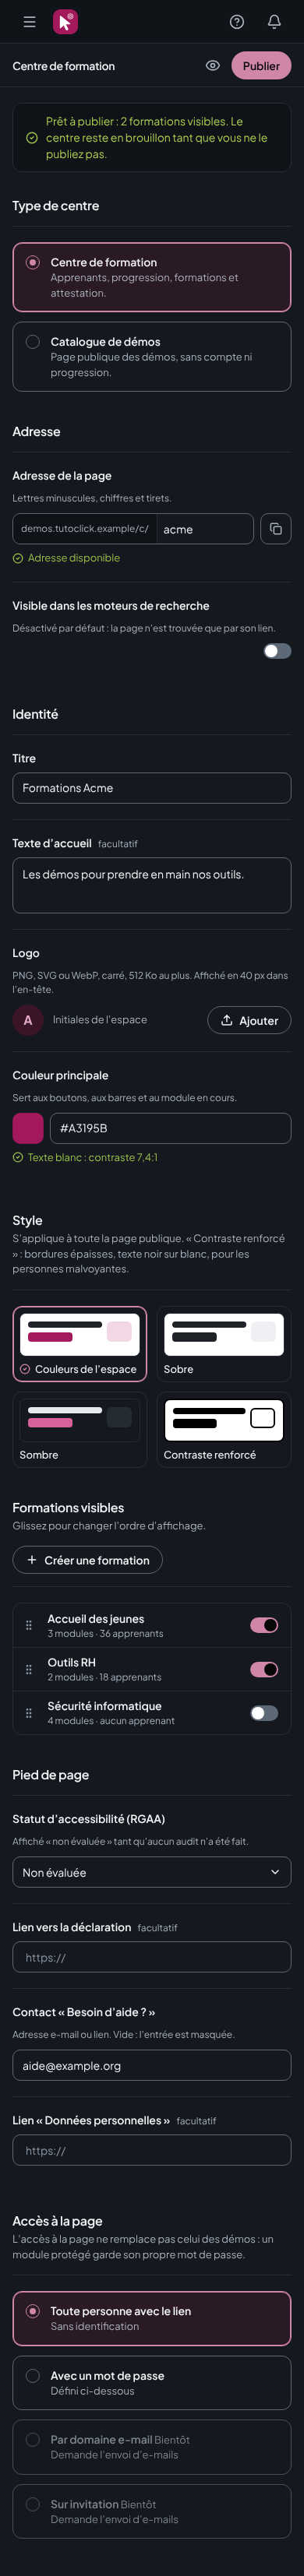 Centre de formation
Publier
Prêt à publier : 2 formations visibles. Le
centre reste en brouillon tant que vous ne le
publiez pas.
Type de centre
Centre de formation
Apprenants, progression, formations et
attestation.
Catalogue de démos
Page publique des démos, sans compte ni
progression.
Adresse
Adresse de la page
Lettres minuscules, chiffres et tirets.
demos.tutoclick.example/c/ acme
Adresse disponible
Visible dans les moteurs de recherche
Désactivé par défaut : la page n'est trouvée que par son lien.
Identité
Titre
Formations Acme
Texte d'accueil facultatif
Les démos pour prendre en main nos outils.
Logo
PNG, SVG ou WebP, carré, 512 Ko au plus. Affiché en 40 px dans
l'en-tête.
A Initiales de l'espace Ajouter
Couleur principale
Sert aux boutons, aux barres et au module en cours.
#A3195B
Texte blanc : contraste 7,4:1
Style
S'applique à toute la page publique. « Contraste renforcé
» : bordures épaisses, texte noir sur blanc, pour les
personnes malvoyantes.
Couleurs de l'espace Sobre
Sombre Contraste renforcé
Formations visibles
Glissez pour changer l'ordre d'affichage.
Créer une formation
Accueil des jeunes
3 modules · 36 apprenants
Outils RH
2 modules · 18 apprenants
Sécurité informatique
4 modules · aucun apprenant
Pied de page
Statut d'accessibilité (RGAA)
Affiché « non évaluée » tant qu'aucun audit n'a été fait.
Non évaluée
Lien vers la déclaration facultatif
https://
Contact « Besoin d'aide ? »
Adresse e-mail ou lien. Vide : l'entrée est masquée.
aide@example.org
Lien « Données personnelles » facultatif
https://
Accès à la page
L'accès à la page ne remplace pas celui des démos : un
module protégé garde son propre mot de passe.
Toute personne avec le lien
Sans identification
Avec un mot de passe
Défini ci-dessous
Par domaine e-mail Bientôt
Demande l'envoi d'e-mails
Sur invitation Bientôt
Demande l'envoi d'e-mails